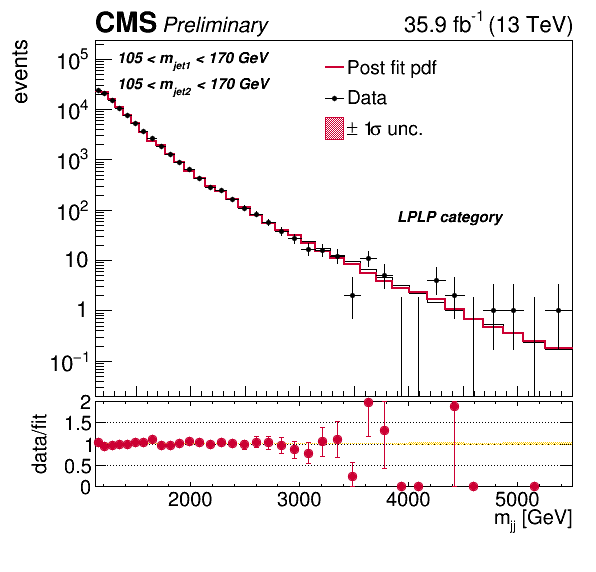 CMS Preliminary 35.9 fb⁻¹ (13 TeV)
events
10⁵
10⁴
10³
10²
10
1
10⁻¹
105 < m_jet1 < 170 GeV
105 < m_jet2 < 170 GeV
Post fit pdf
Data
± 1σ unc.
LPLP category
data/fit
2
1.5
1
0.5
0
2000 3000 4000 5000
m_jj [GeV]